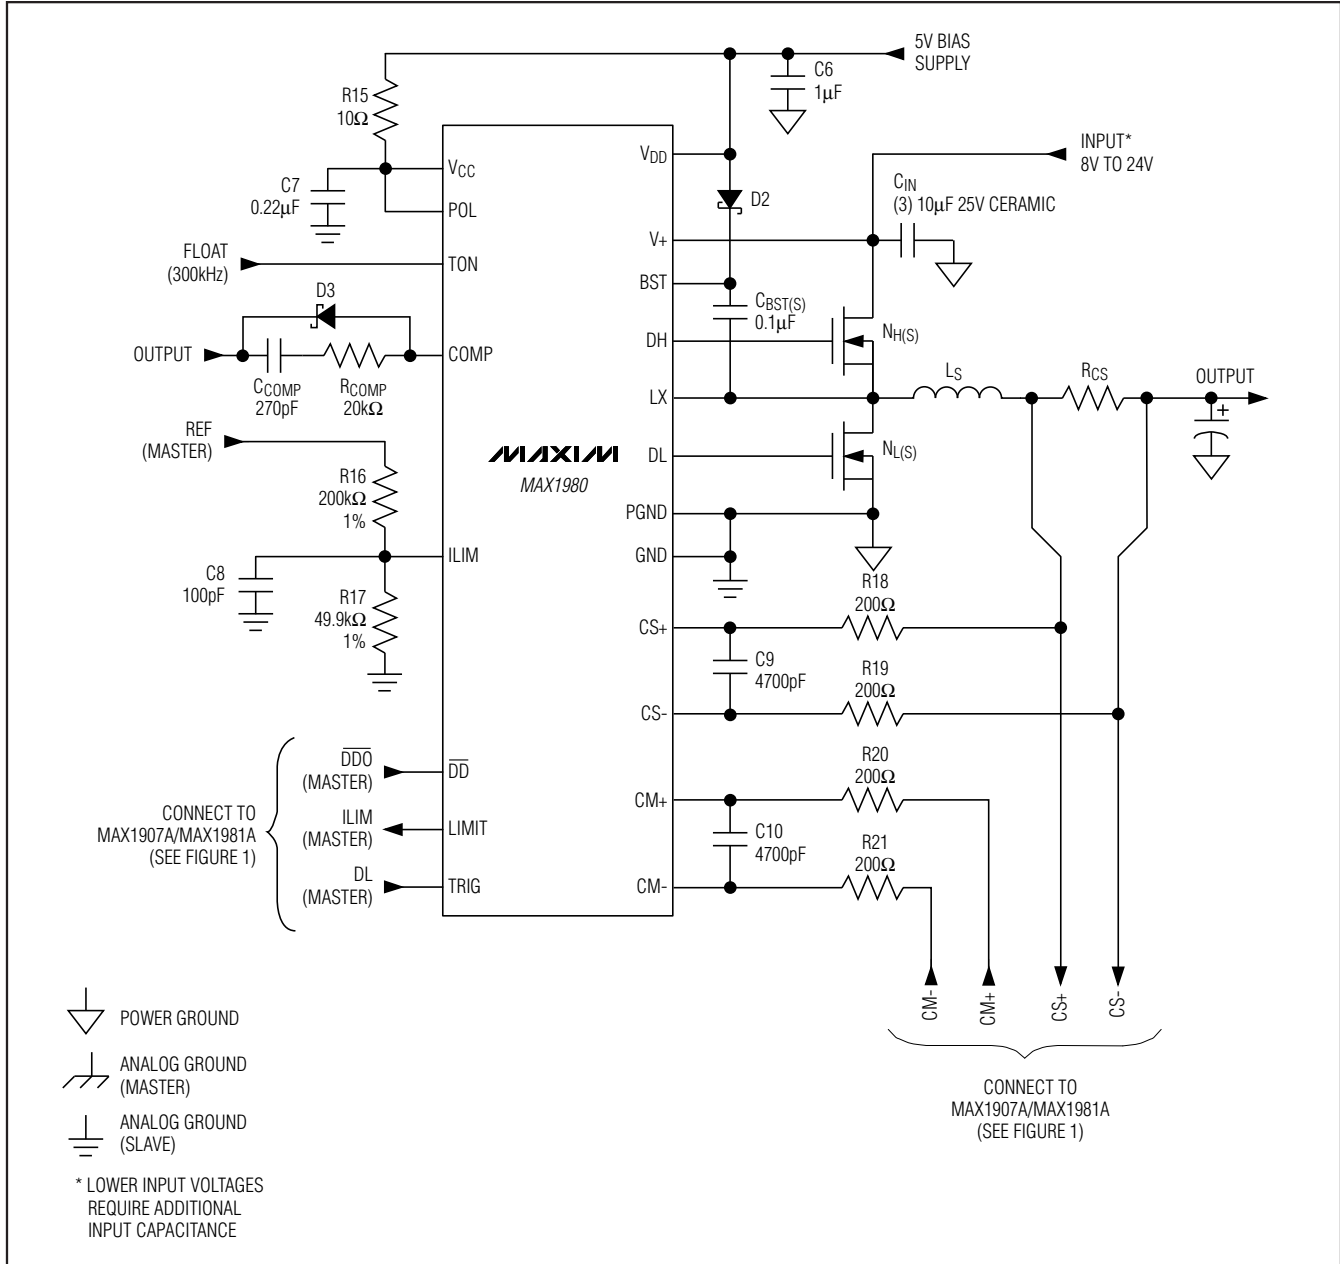 5V BIAS
SUPPLY
C6
1µF
R15
10Ω
INPUT*
8V TO 24V
VDD
VCC
C7
0.22µF
POL
D2
CIN
(3) 10µF 25V CERAMIC
V+
FLOAT
(300kHz)
TON
BST
D3
CBST(S)
0.1µF
NH(S)
DH
OUTPUT
COMP
CCOMP
270pF
RCOMP
20kΩ
LX
LS
RCS
OUTPUT
+
REF
(MASTER)
MAXIM
MAX1980
DL
NL(S)
R16
200kΩ
1%
PGND
ILIM
GND
C8
100pF
R17
49.9kΩ
1%
R18
200Ω
CS+
C9
4700pF
R19
200Ω
CS-
DDO
(MASTER)
DD
R20
200Ω
CM+
CONNECT TO
MAX1907A/MAX1981A
(SEE FIGURE 1)
ILIM
(MASTER)
LIMIT
C10
4700pF
R21
200Ω
DL
(MASTER)
TRIG
CM-
CM-
CM+
CS+
CS-
POWER GROUND
ANALOG GROUND
(MASTER)
ANALOG GROUND
(SLAVE)
CONNECT TO
MAX1907A/MAX1981A
(SEE FIGURE 1)
* LOWER INPUT VOLTAGES
REQUIRE ADDITIONAL
INPUT CAPACITANCE